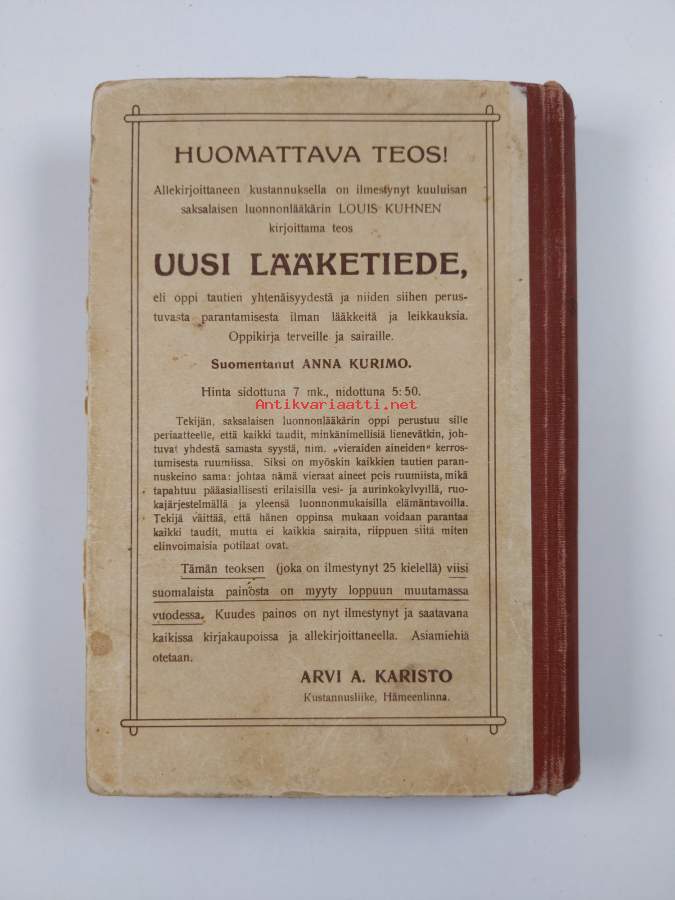 HUOMATTAVA TEOS!
Allekirjoittaneen kustannuksella on ilmestynyt kuuluisan
saksalaisen luonnonlääkärin LOUIS KUHNEN
kirjoittama teos
UUSI LÄÄKETIEDE,
eli oppi tautien yhtenäisyydestä ja niiden siihen perus-
tuvasta parantamisesta ilman lääkkeitä ja leikkauksia.
Oppikirja terveille ja sairaille.
Suomentanut ANNA KURIMO.
Hinta sidottuna 7 mk., nidottuna 5:50.
Antikvariaatti.net
Tekijän, saksalaisen luonnonlääkärin oppi perustuu sille
periaatteelle, että kaikki taudit, minkänimellisiä lienevätkin, joh-
tuvat yhdestä samasta syystä, nim. „vieraiden aineiden" kerros-
tumisesta ruumiissa. Siksi on myöskin kaikkien tautien paran-
nuskeino sama: johtaa nämä vieraat aineet pois ruumiista, mikä
tapahtuu pääasiallisesti erilaisilla vesi- ja aurinkokylvyillä, ruo-
kajärjestelmällä ja yleensä luonnonmukaisilla elämäntavoilla.
Tekijä väittää, että hänen oppinsa mukaan voidaan parantaa
kaikki taudit, mutta ei kaikkia sairaita, riippuen siitä miten
elinvoimaisia potilaat ovat.
Tämän teoksen (joka on ilmestynyt 25 kielellä) viisi
suomalaista painosta on myyty loppuun muutamassa
vuodessa. Kuudes painos on nyt ilmestynyt ja saatavana
kaikissa kirjakaupoissa ja allekirjoittaneella. Asiamiehiä
otetaan.
ARVI A. KARISTO
Kustannusliike, Hämeenlinna.